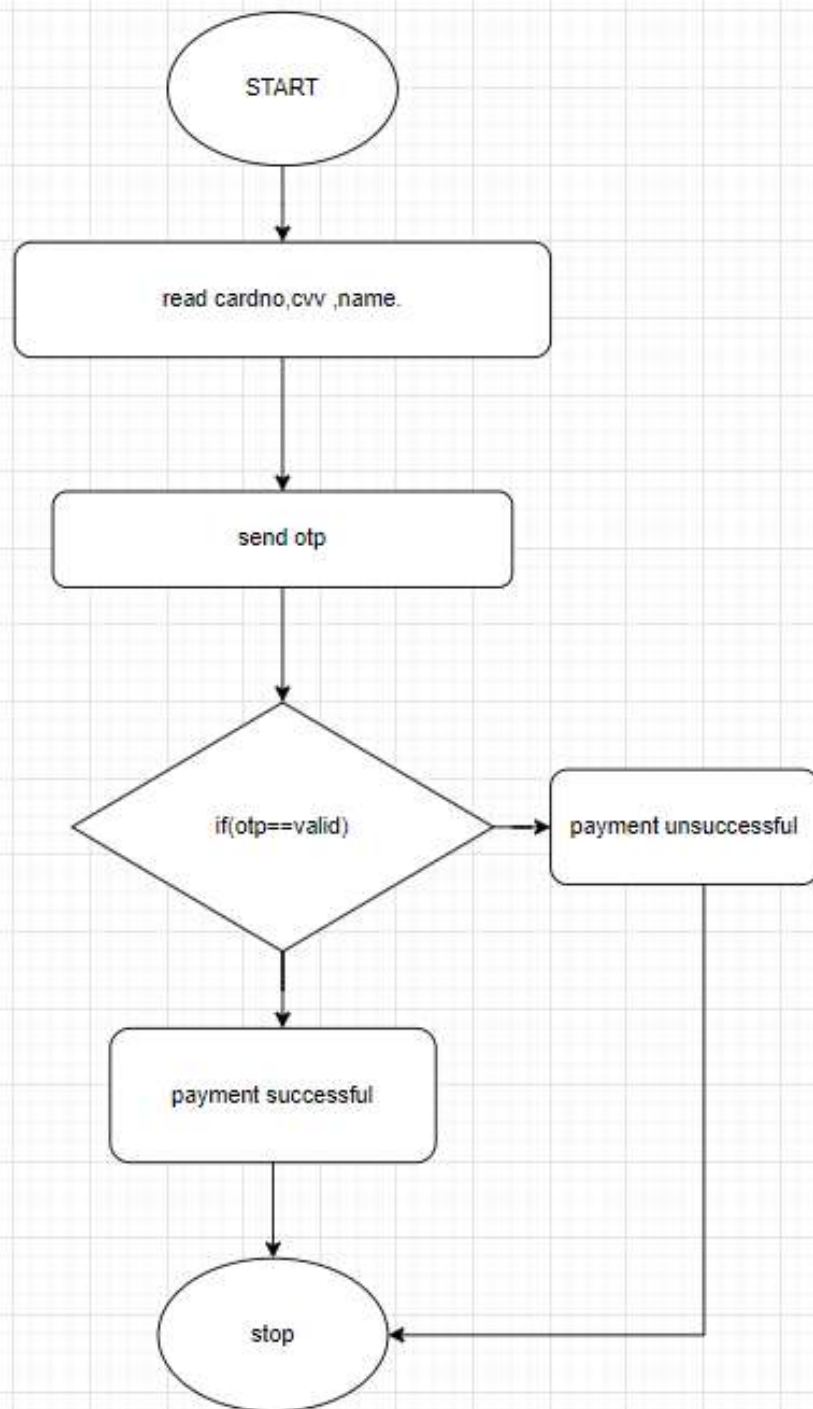 START
read cardno,cvv ,name.
send otp
if(otp==valid)
payment unsuccessful
payment successful
stop